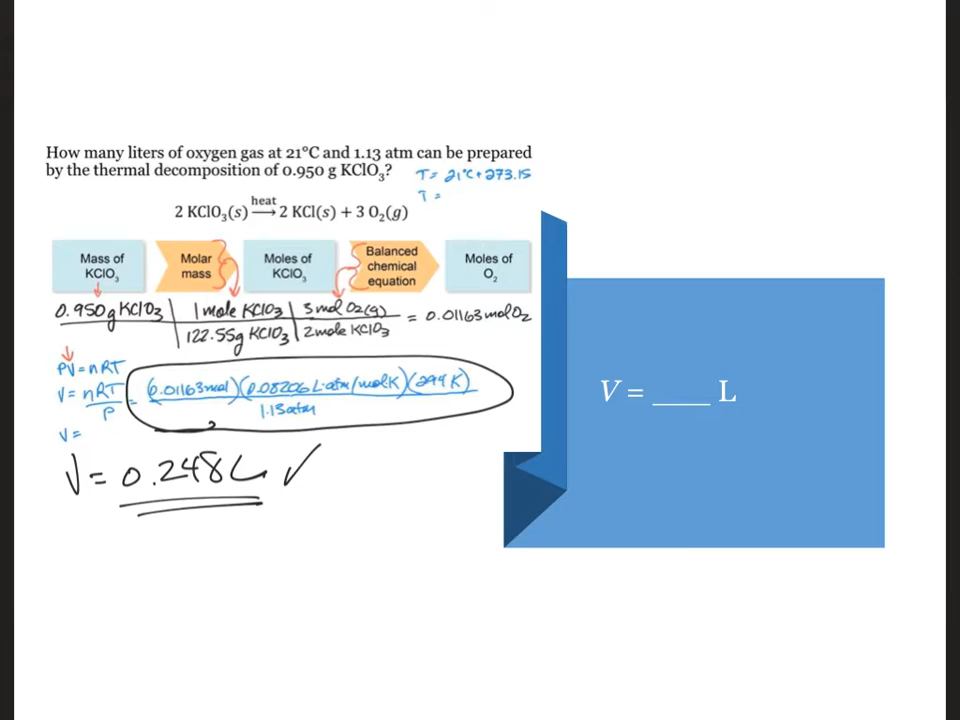 How many liters of oxygen gas at 21°C and 1.13 atm can be prepared
by the thermal decomposition of 0.950 g KClO₃?
T = 21°C + 273.15
T =
heat
2 KClO₃(s) ⟶ 2 KCl(s) + 3 O₂(g)
Mass of KClO₃
Molar mass
Moles of KClO₃
Balanced chemical equation
Moles of O₂
0.950g KClO3 | 1 mole KClO3 | 3 mol O2(g) = 0.01163 mol O2
122.55g KClO3 | 2 mole KClO3
PV = nRT
V = nRT / P = (0.01163 mol)(0.08206 L·atm/mol·K)(294 K)
1.13 atm
V =
V = 0.248 L ✓
V = ____ L